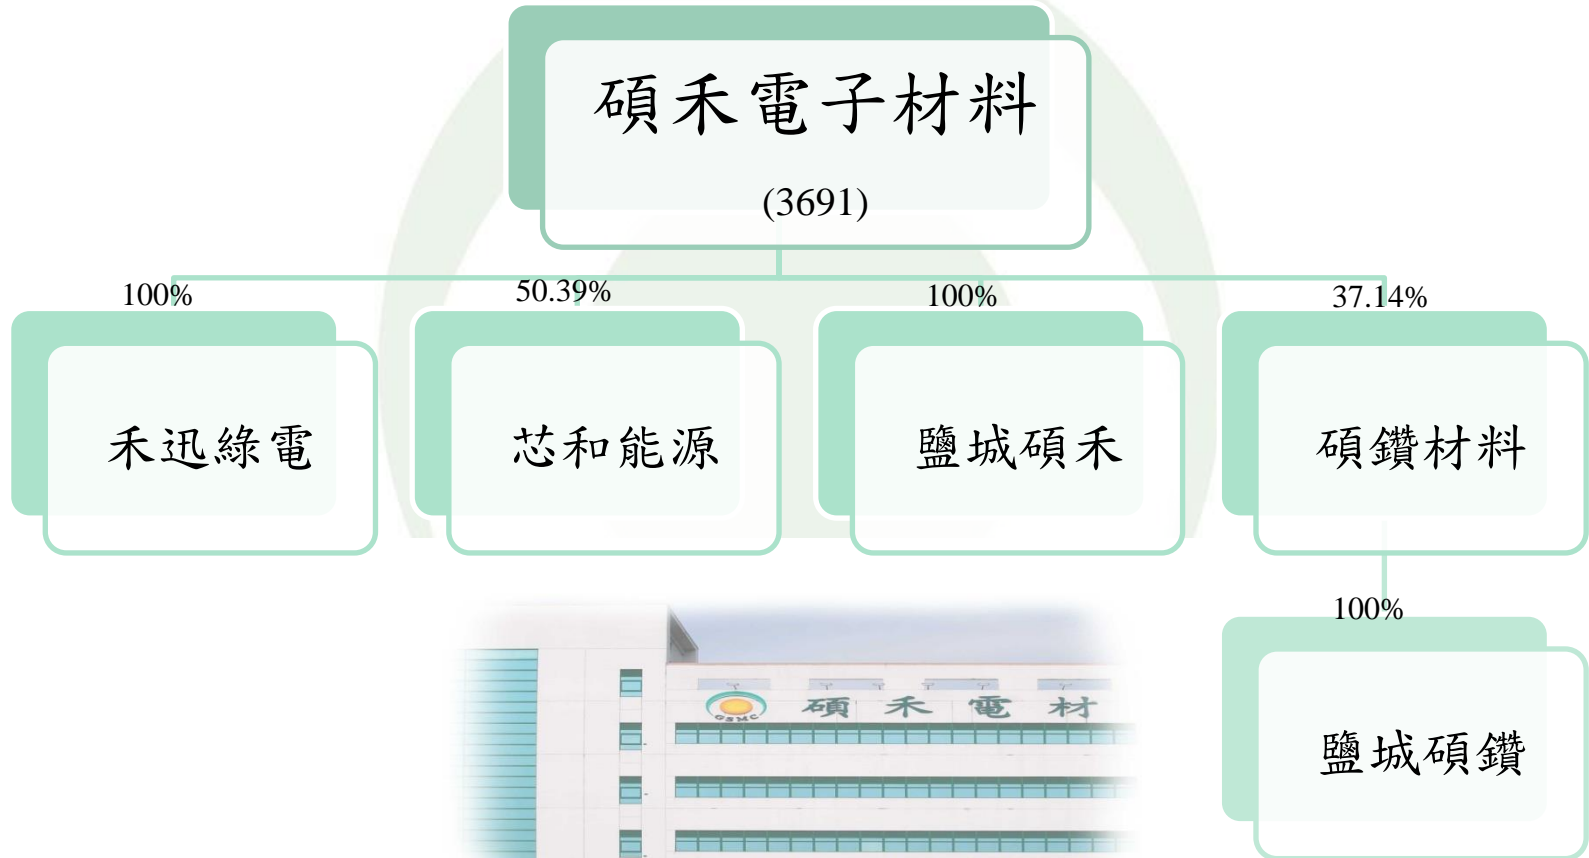 碩禾電子材料
(3691)
100%
50.39%
100%
37.14%
禾迅綠電
芯和能源
鹽城碩禾
碩鑽材料
100%
鹽城碩鑽
GSMC
碩禾電材